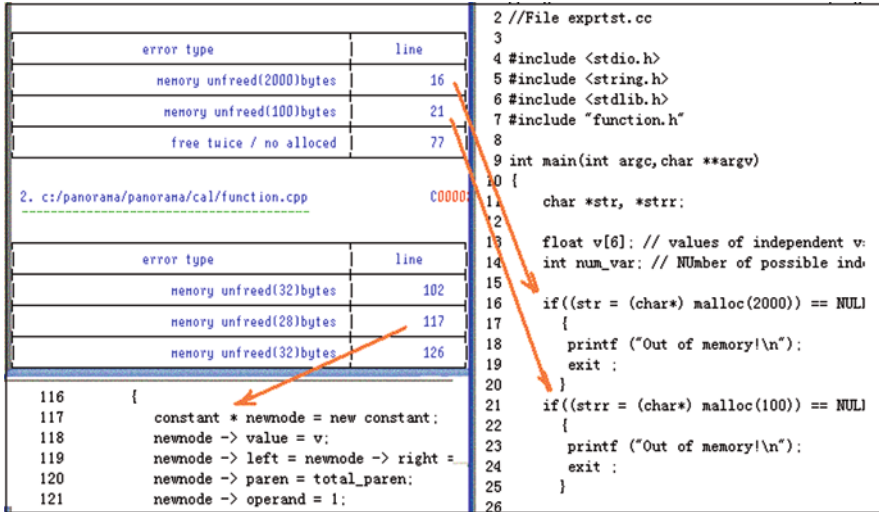 error type line
memory unfreed(2000)bytes 16
memory unfreed(100)bytes 21
free twice / no alloced 77
2. c:/panorama/panorama/cal/function.cpp C0000
error type line
memory unfreed(32)bytes 102
memory unfreed(28)bytes 117
memory unfreed(32)bytes 126
116 {
117 constant * newnode = new constant;
118 newnode -> value = v;
119 newnode -> left = newnode -> right =
120 newnode -> paren = total_paren;
121 newnode -> operand = 1;
2 //File exprtst.cc
3
4 #include <stdio.h>
5 #include <string.h>
6 #include <stdlib.h>
7 #include "function.h"
8
9 int main(int argc,char **argv)
10 {
11 char *str, *strr;
12
13 float v[6]; // values of independent v
14 int num_var; // NUmber of possible ind
15
16 if((str = (char*) malloc(2000)) == NULL
17 {
18 printf ("Out of memory!\n");
19 exit ;
20 }
21 if((strr = (char*) malloc(100)) == NULL
22 {
23 printf ("Out of memory!\n");
24 exit ;
25 }
26